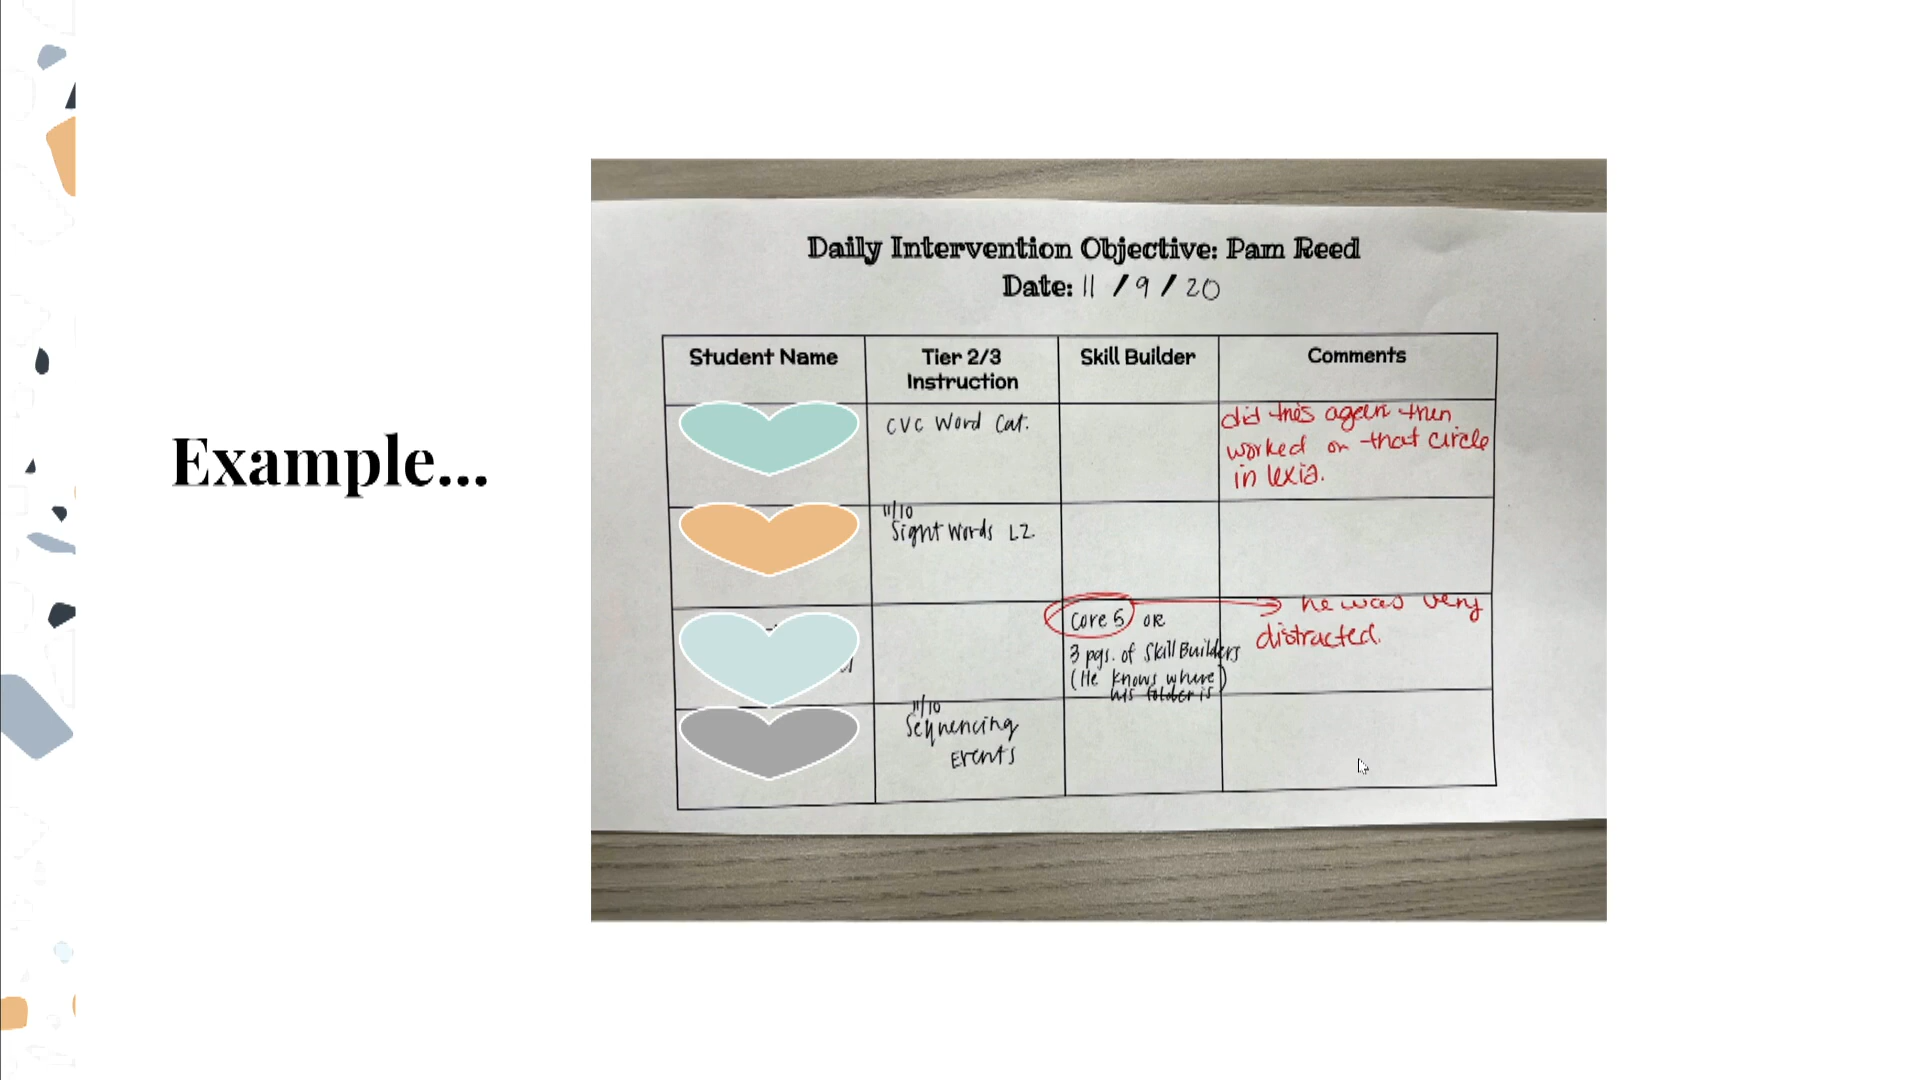 Example...
Daily Intervention Objective: Pam Reed
Date: 11 / 9 / 20
Student Name
Tier 2/3
Instruction
Skill Builder
Comments
CVC Word Cat.
did this again then
worked on that circle
in lexia.
11/10
Sight Words L2
Core 5 OR
3 pgs. of Skill Builders
(He knows where
his folder is)
he was very
distracted.
11/10
Sequencing
Events